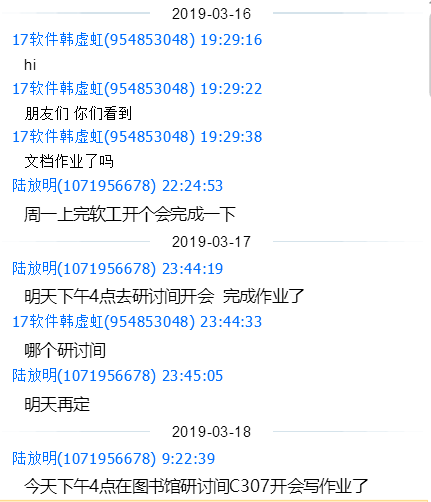 2019-03-16
17软件韩虚虹(954853048) 19:29:16
hi
17软件韩虚虹(954853048) 19:29:22
朋友们 你们看到
17软件韩虚虹(954853048) 19:29:38
文档作业了吗
陆放明(1071956678) 22:24:53
周一上完软工开个会完成一下
2019-03-17
陆放明(1071956678) 23:44:19
明天下午4点去研讨间开会  完成作业了
17软件韩虚虹(954853048) 23:44:33
哪个研讨间
陆放明(1071956678) 23:45:05
明天再定
2019-03-18
陆放明(1071956678) 9:22:39
今天下午4点在图书馆研讨间C307开会写作业了